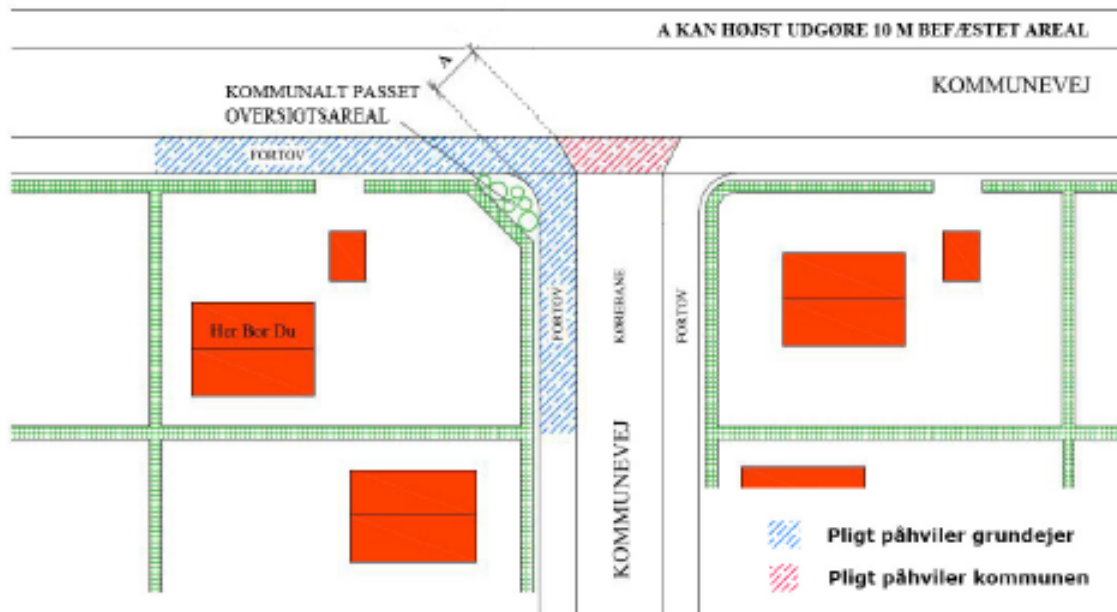 A KAN HØJST UDGØRE 10 M BEFÆSTET AREAL
A
KOMMUNEVEJ
KOMMUNALT PASSET
OVERSIGTSAREAL
FORTOV
FORTOV
KØREBANE
FORTOV
Her Bor Du
KOMMUNEVEJ
Pligt påhviler grundejer
Pligt påhviler kommunen